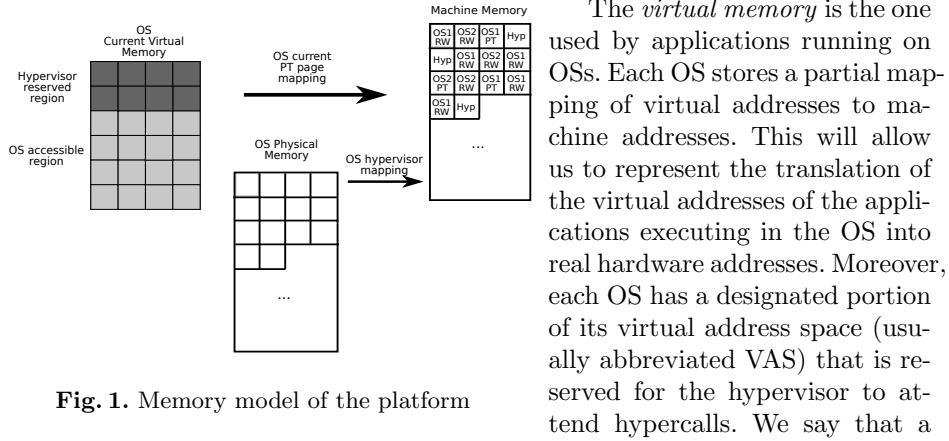 OS
Current Virtual
Memory
Hypervisor
reserved
region
OS accessible
region
OS current
PT page
mapping
OS Physical
Memory
...
OS hypervisor
mapping
Machine Memory
OS1 RW OS2 RW OS1 PT Hyp
Hyp OS1 RW OS2 RW OS1 RW
OS2 PT OS2 RW OS1 PT OS1 RW
OS1 RW Hyp
...
Fig. 1. Memory model of the platform
The virtual memory is the one
used by applications running on
OSs. Each OS stores a partial map-
ping of virtual addresses to ma-
chine addresses. This will allow
us to represent the translation of
the virtual addresses of the appli-
cations executing in the OS into
real hardware addresses. Moreover,
each OS has a designated portion
of its virtual address space (usu-
ally abbreviated VAS) that is re-
served for the hypervisor to at-
tend hypercalls. We say that a